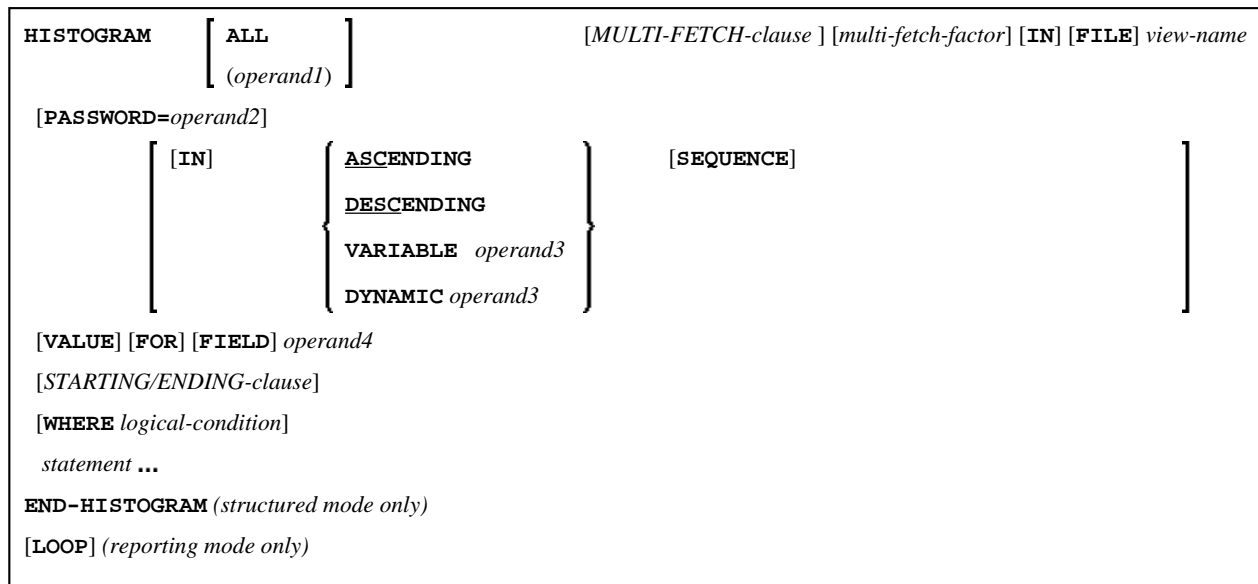 HISTOGRAM ALL [MULTI-FETCH-clause ] [multi-fetch-factor] [IN] [FILE] view-name
(operand1)
[PASSWORD=operand2]
[IN] ASCENDING [SEQUENCE]
DESCENDING
VARIABLE operand3
DYNAMIC operand3
[VALUE] [FOR] [FIELD] operand4
[STARTING/ENDING-clause]
[WHERE logical-condition]
statement ...
END-HISTOGRAM (structured mode only)
[LOOP] (reporting mode only)